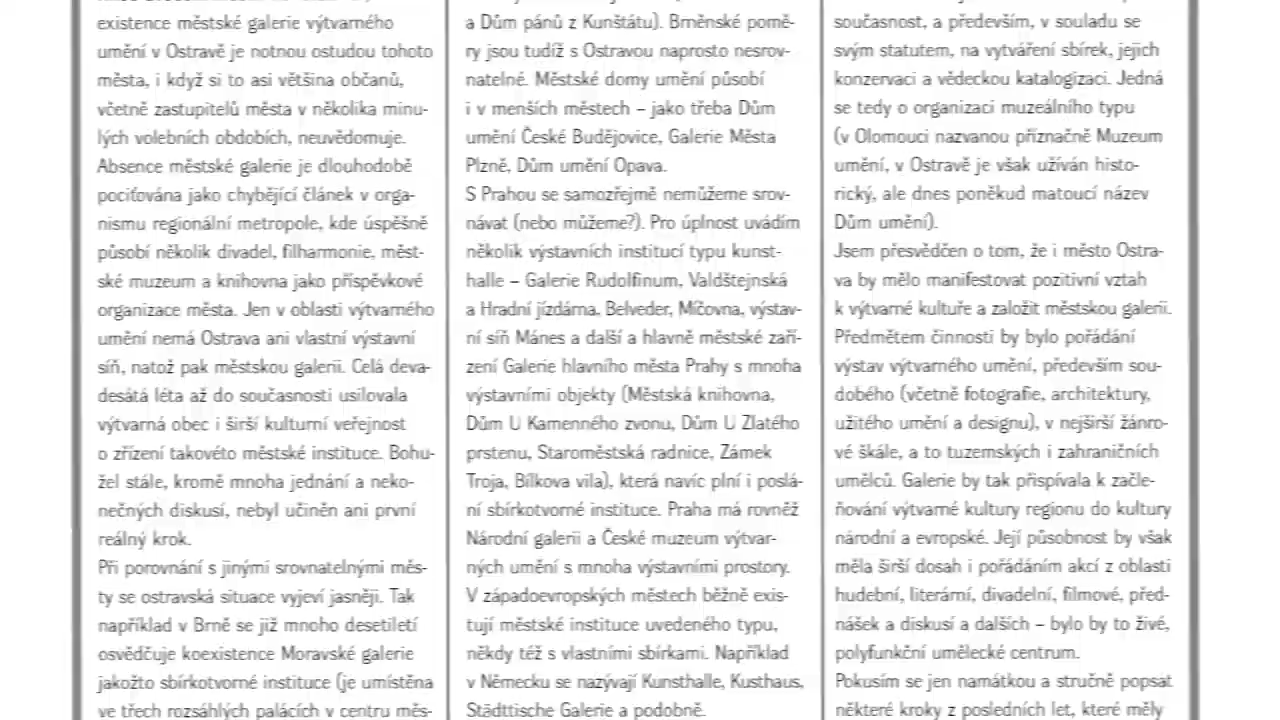 existence městské galerie výtvarného
umění v Ostravě je notnou ostudou tohoto
města, i když si to asi většina občanů,
včetně zastupitelů města v několika minu-
lých volebních obdobích, neuvědomuje.
Absence městské galerie je dlouhodobě
pociťována jako chybějící článek v orga-
nismu regionální metropole, kde úspěšně
působí několik divadel, filharmonie, měst-
ské muzeum a knihovna jako příspěvkové
organizace města. Jen v oblasti výtvarného
umění nemá Ostrava ani vlastní výstavní
síň, natož pak městskou galerii. Celá deva-
desátá léta až do současnosti usilovala
výtvarná obec i širší kulturní veřejnost
o zřízení takovéto městské instituce. Bohu-
žel stále, kromě mnoha jednání a neko-
nečných diskusí, nebyl učiněn ani první
reálný krok.
Při porovnání s jinými srovnatelnými měs-
ty se ostravská situace vyjeví jasněji. Tak
například v Brně se již mnoho desetiletí
osvědčuje koexistence Moravské galerie
jakožto sbírkotvorné instituce (je umístěna
ve třech rozsáhlých palácích v centru měs-
a Dům pánů z Kunštátu). Brněnské pomě-
ry jsou tudíž s Ostravou naprosto nesrov-
natelné. Městské domy umění působí
i v menších městech – jako třeba Dům
umění České Budějovice, Galerie Města
Plzně, Dům umění Opava.
S Prahou se samozřejmě nemůžeme srov-
návat (nebo můžeme?). Pro úplnost uvádím
několik výstavních institucí typu kunst-
halle – Galerie Rudolfinum, Valdštejnská
a Hradní jízdárna, Belveder, Míčovna, výstav-
ní síň Mánes a další a hlavně městské zaří-
zení Galerie hlavního města Prahy s mnoha
výstavními objekty (Městská knihovna,
Dům U Kamenného zvonu, Dům U Zlatého
prstenu, Staroměstská radnice, Zámek
Troja, Bílkova vila), která navíc plní i poslá-
ní sbírkotvorné instituce. Praha má rovněž
Národní galerii a České muzeum výtvar-
ných umění s mnoha výstavními prostory.
V západoevropských městech běžně exis-
tují městské instituce uvedeného typu,
někdy též s vlastními sbírkami. Například
v Německu se nazývají Kunsthalle, Kusthaus,
Städttische Galerie a podobně.
současnost, a především, v souladu se
svým statutem, na vytváření sbírek, jejich
konzervaci a vědeckou katalogizaci. Jedná
se tedy o organizaci muzeálního typu
(v Olomouci nazvanou příznačně Muzeum
umění, v Ostravě je však užíván histo-
rický, ale dnes poněkud matoucí název
Dům umění).
Jsem přesvědčen o tom, že i město Ostra-
va by mělo manifestovat pozitivní vztah
k výtvarné kultuře a založit městskou galerii.
Předmětem činnosti by bylo pořádání
výstav výtvarného umění, především sou-
dobého (včetně fotografie, architektury,
užitého umění a designu), v nejširší žánro-
vé škále, a to tuzemských i zahraničních
umělců. Galerie by tak přispívala k začle-
ňování výtvarné kultury regionu do kultury
národní a evropské. Její působnost by však
měla širší dosah i pořádáním akcí z oblasti
hudební, literární, divadelní, filmové, před-
nášek a diskusí a dalších – bylo by to živé,
polyfunkční umělecké centrum.
Pokusím se jen namátkou a stručně popsat
některé kroky z posledních let, které měly